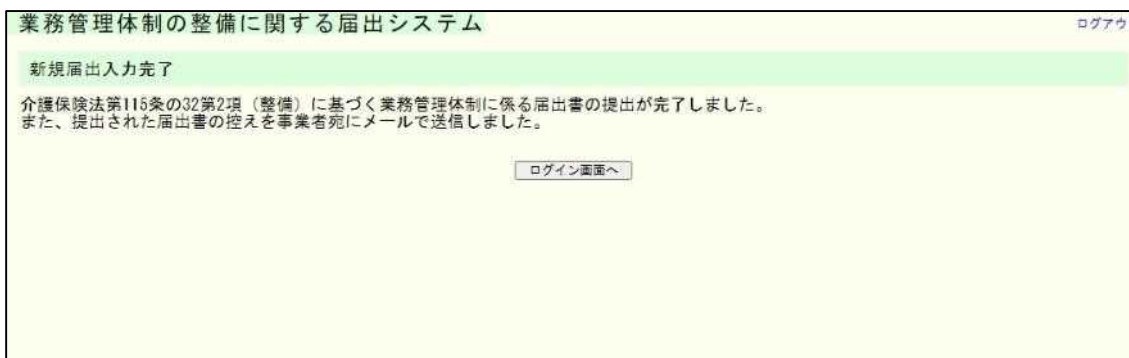 業務管理体制の整備に関する届出システム
ログアウ
新規届出入力完了
介護保険法第115条の32第2項（整備）に基づく業務管理体制に係る届出書の提出が完了しました。
また、提出された届出書の控えを事業者宛にメールで送信しました。
ログイン画面へ